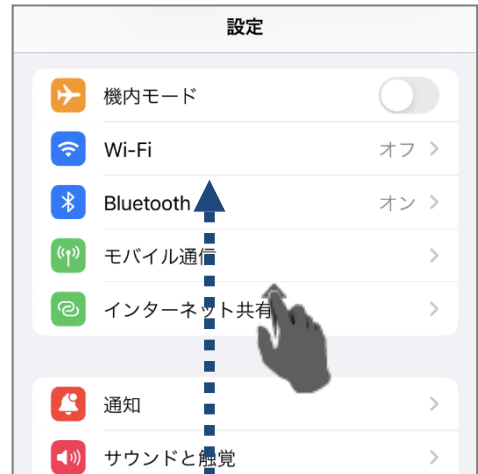 設定
機内モード
Wi-Fi オフ
Bluetooth オン
モバイル通信
インターネット共有
通知
サウンドと触覚